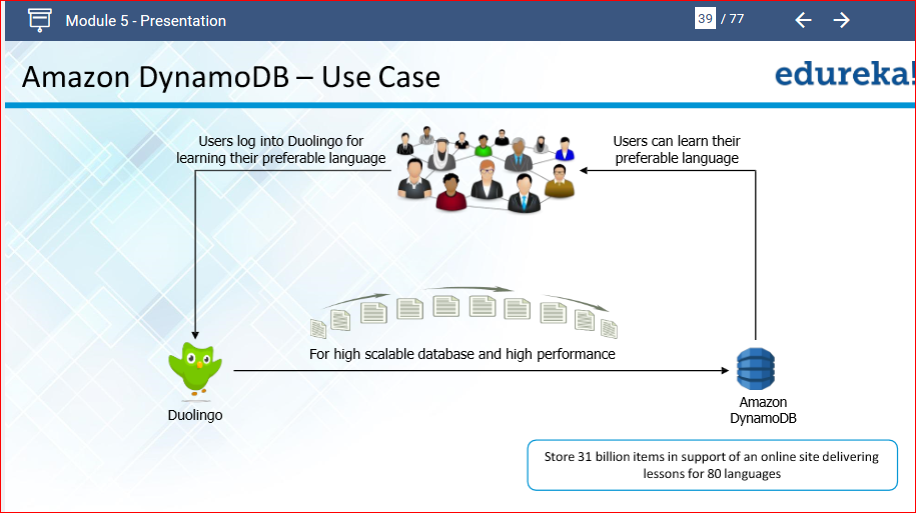 Module 5 - Presentation
39 / 77
Amazon DynamoDB – Use Case
edureka!
Users log into Duolingo for
learning their preferable language
Users can learn their
preferable language
For high scalable database and high performance
Duolingo
Amazon
DynamoDB
Store 31 billion items in support of an online site delivering
lessons for 80 languages